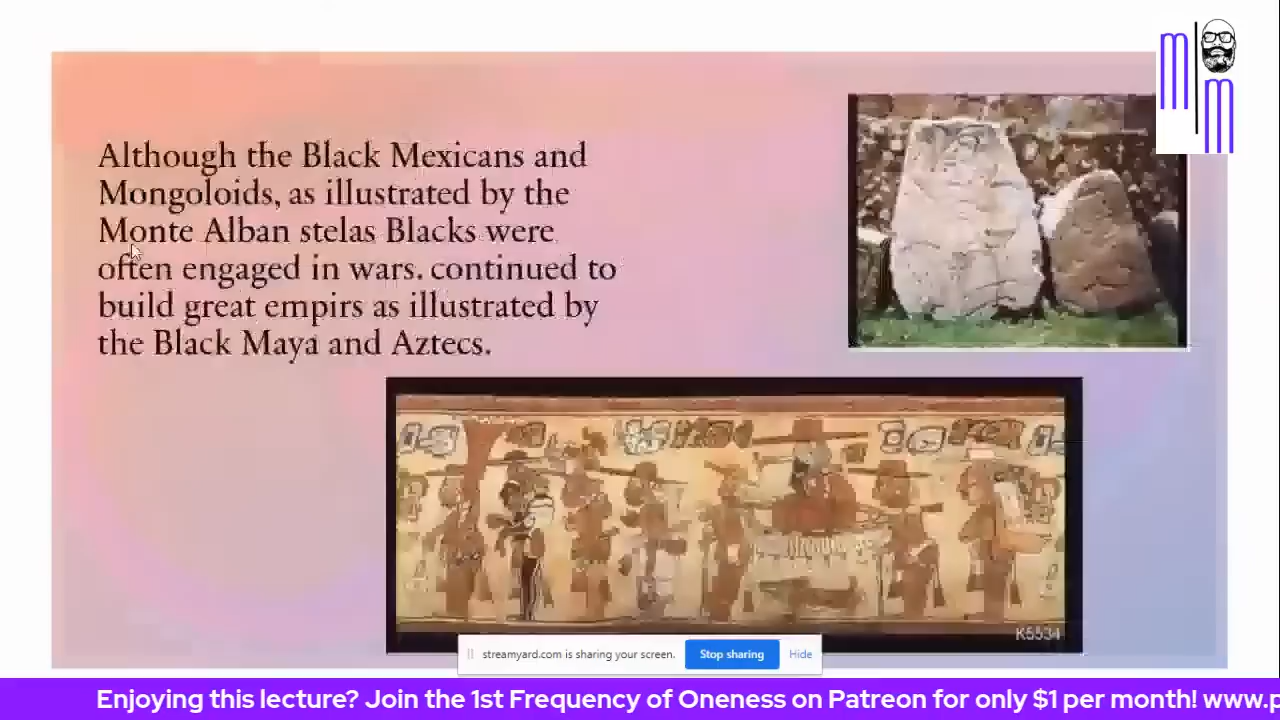 Although the Black Mexicans and
Mongoloids, as illustrated by the
Monte Alban stelas Blacks were
often engaged in wars. continued to
build great empirs as illustrated by
the Black Maya and Aztecs.
K5534
streamyard.com is sharing your screen. Stop sharing Hide
Enjoying this lecture? Join the 1st Frequency of Oneness on Patreon for only $1 per month! www.p